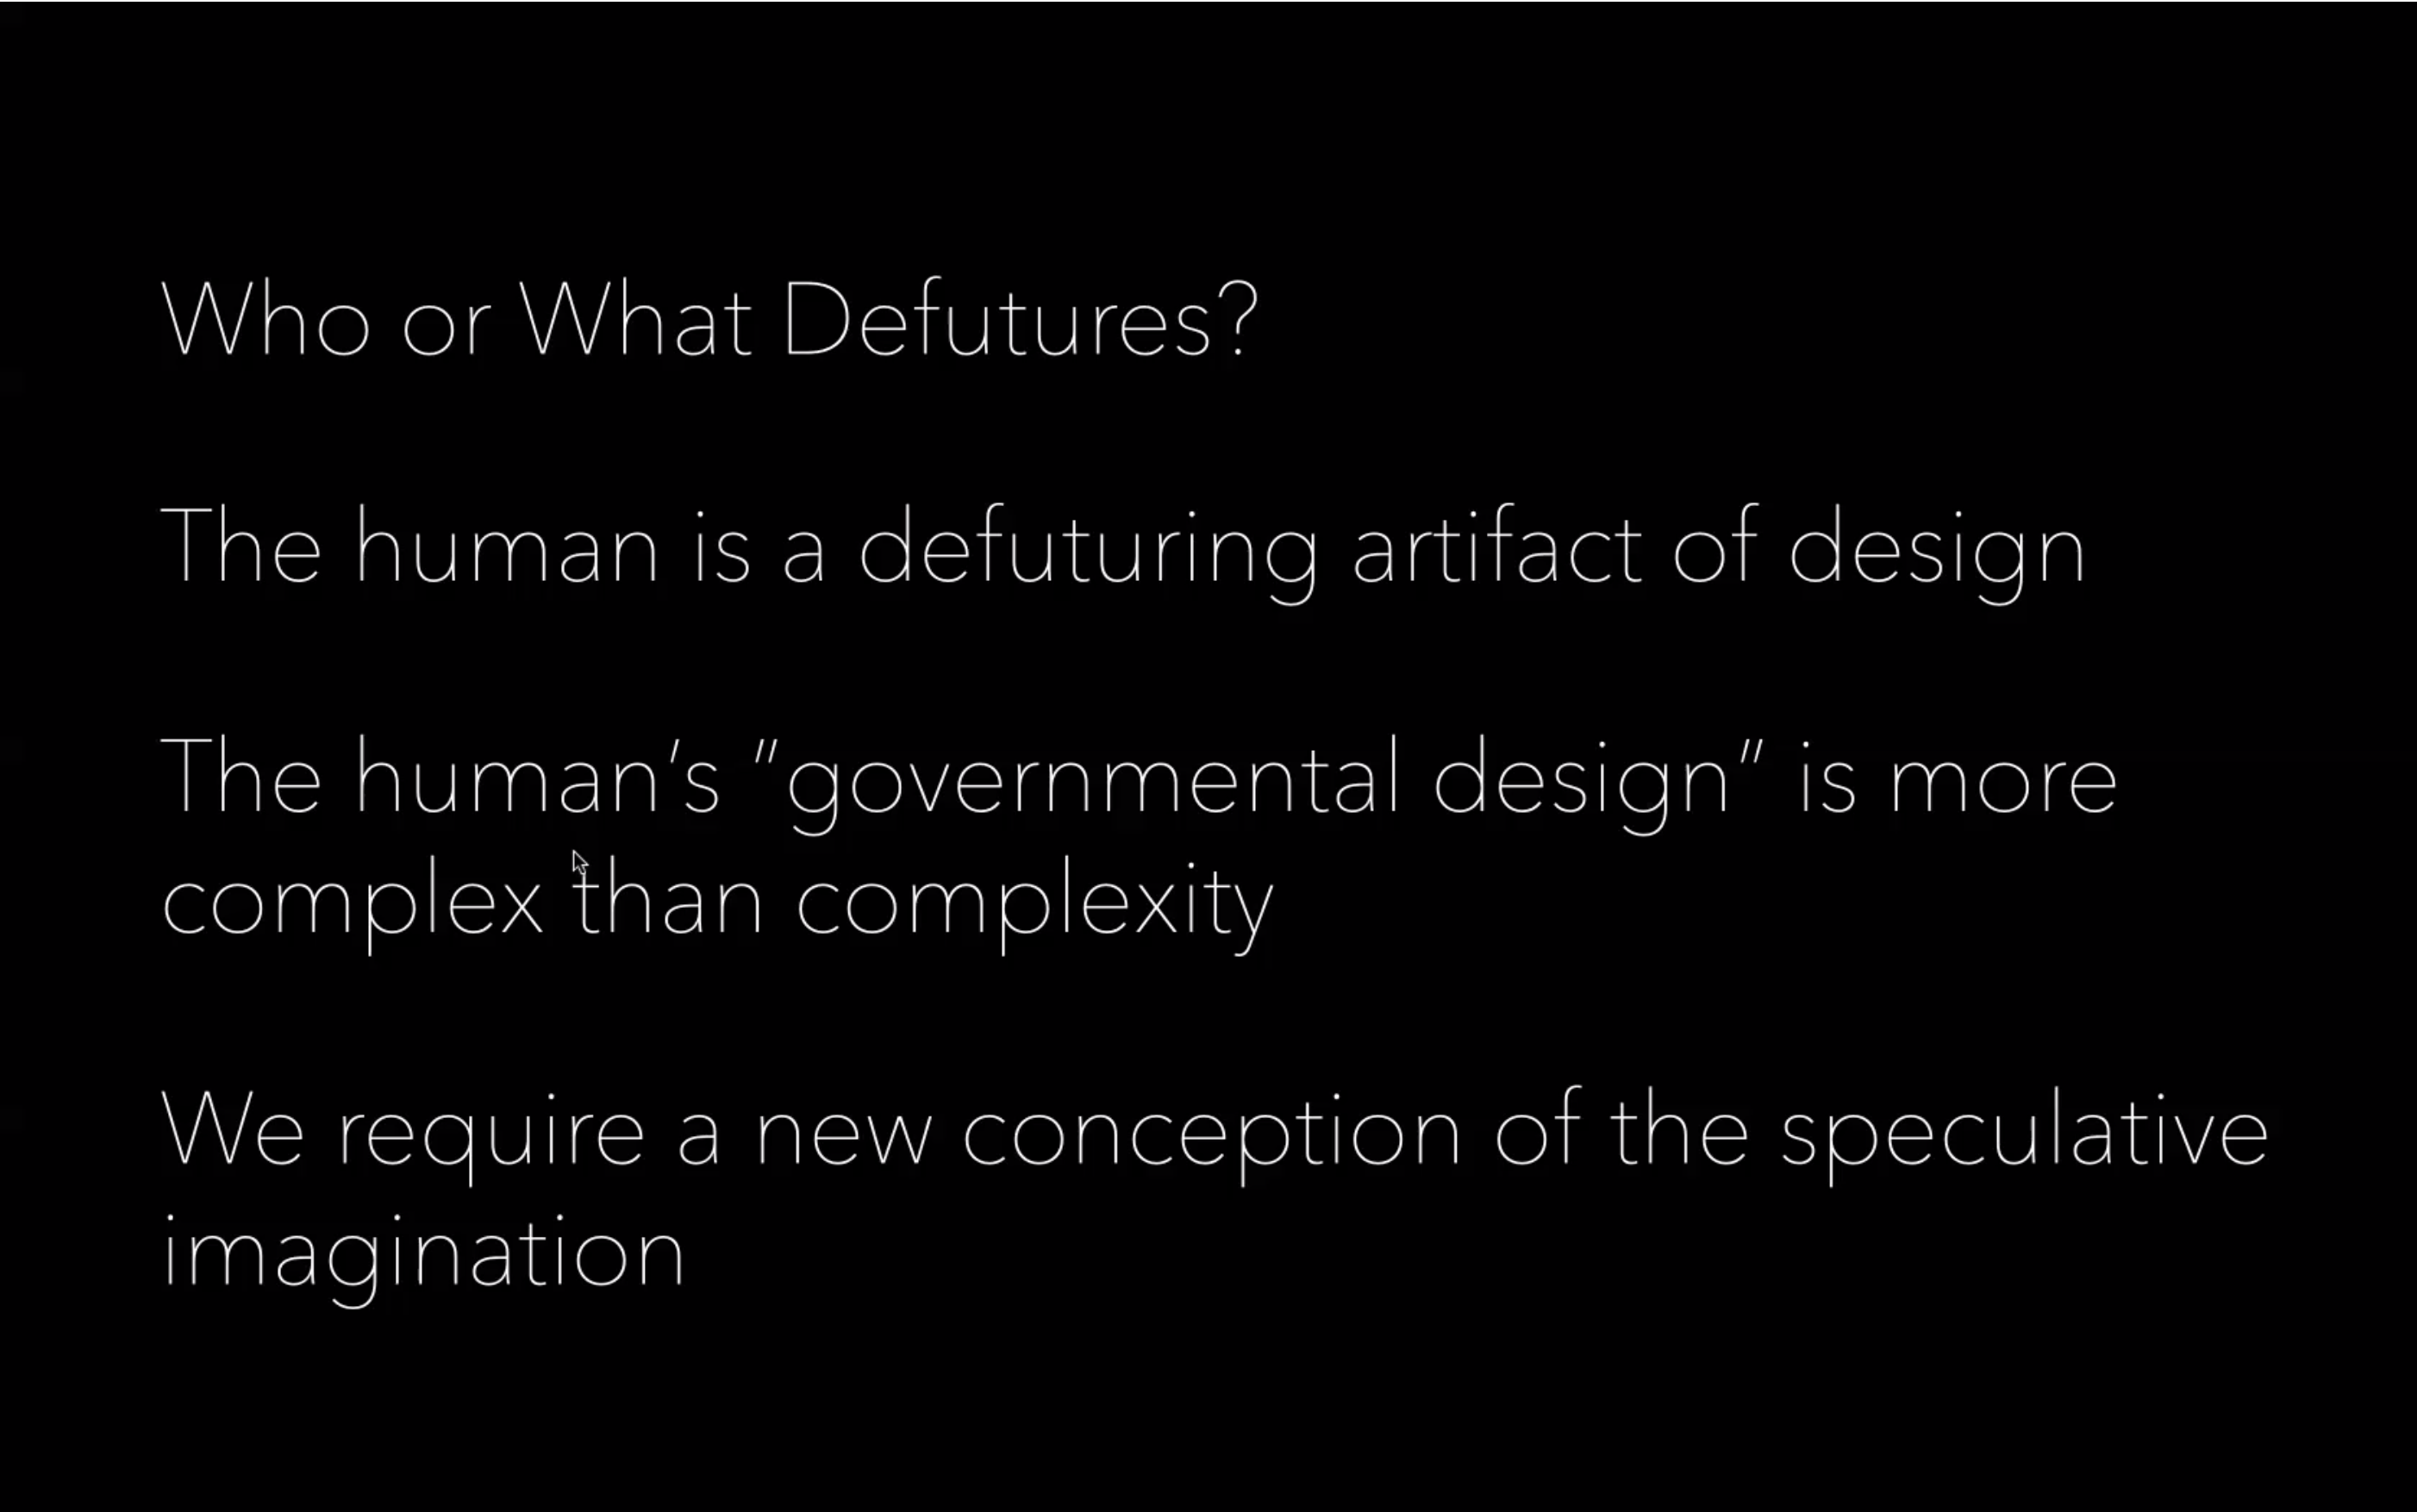 Who or What Defutures?
The human is a defuturing artifact of design
The human's "governmental design" is more
complex than complexity
We require a new conception of the speculative
imagination